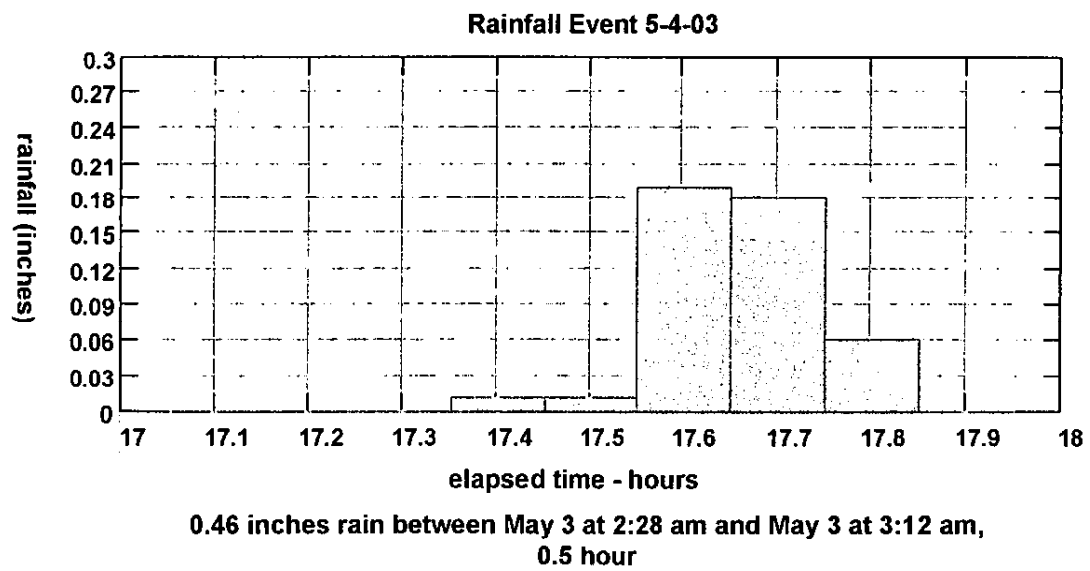 Rainfall Event 5-4-03
0.3
0.27
0.24
0.21
0.18
0.15
0.12
0.09
0.06
0.03
0
rainfall (inches)
17 17.1 17.2 17.3 17.4 17.5 17.6 17.7 17.8 17.9 18
elapsed time - hours
0.46 inches rain between May 3 at 2:28 am and May 3 at 3:12 am,
0.5 hour